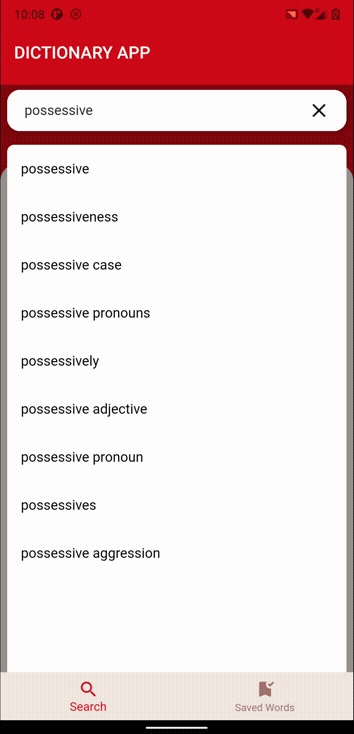 10:08
DICTIONARY APP
possessive
possessive
possessiveness
possessive case
possessive pronouns
possessively
possessive adjective
possessive pronoun
possessives
possessive aggression
Search
Saved Words